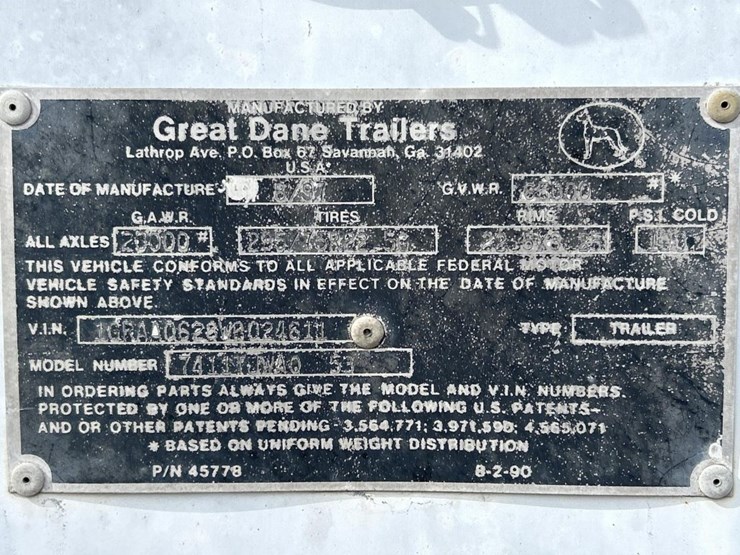 MANUFACTURED BY
Great Dane Trailers
Lathrop Ave. P.O. Box 67 Savannah, Ga. 31402
U.S.A.
DATE OF MANUFACTURE 8/97 G.V.W.R. **
G.A.W.R. TIRES RIMS P.S.I. COLD
ALL AXLES 20000*
THIS VEHICLE CONFORMS TO ALL APPLICABLE FEDERAL MOTOR
VEHICLE SAFETY STANDARDS IN EFFECT ON THE DATE OF MANUFACTURE
SHOWN ABOVE.
V.I.N. TYPE: TRAILER
MODEL NUMBER
IN ORDERING PARTS ALWAYS GIVE THE MODEL AND V.I.N. NUMBERS.
PROTECTED BY ONE OR MORE OF THE FOLLOWING U.S. PATENTS-
AND OR OTHER PATENTS PENDING - 3,564,771; 3,971,590; 4,565,071
* BASED ON UNIFORM WEIGHT DISTRIBUTION
P/N 45778 8-2-90